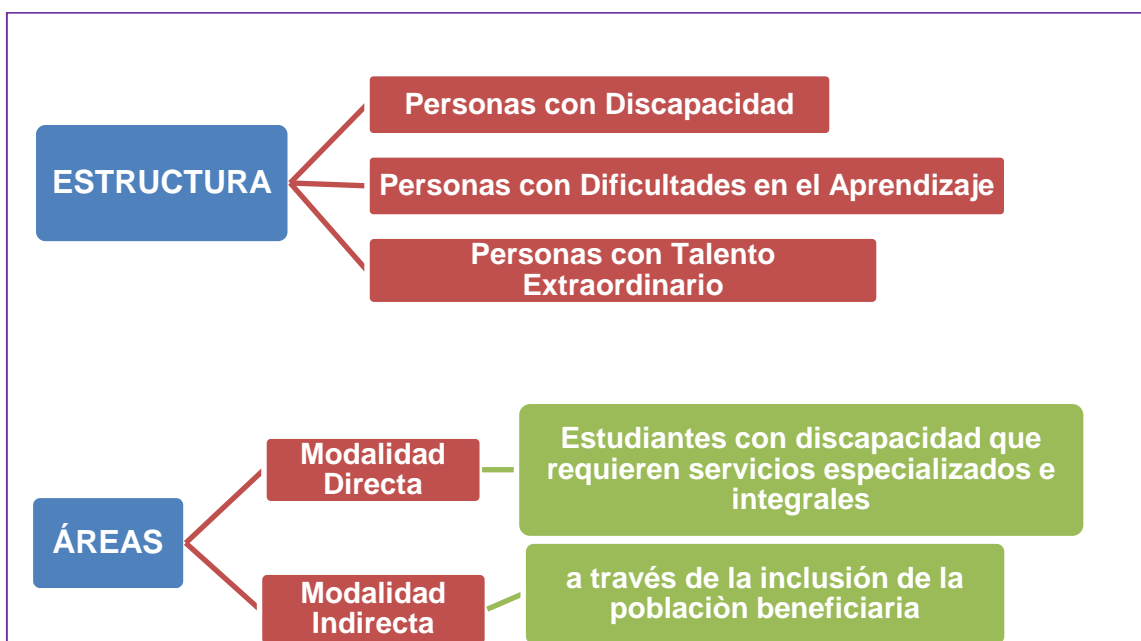 ESTRUCTURA
Personas con Discapacidad
Personas con Dificultades en el Aprendizaje
Personas con Talento
Extraordinario
ÁREAS
Modalidad
Directa
Estudiantes con discapacidad que
requieren servicios especializados e
integrales
Modalidad
Indirecta
a través de la inclusión de la
poblaciòn beneficiaria